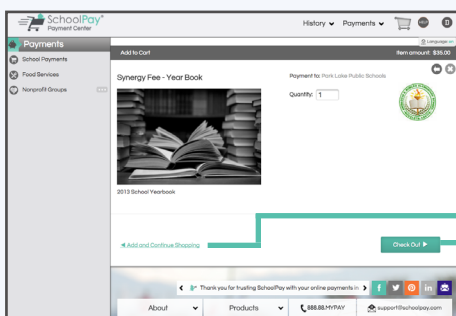 SchoolPay
Payment Center
History
Payments
HELP
D
Payments
Language: en
Add to Cart
Item amount: $35.00
School Payments
Food Services
Nonprofit Groups
Synergy Fee - Year Book
Payment to: Park Lake Public Schools
Quantity: 1
2013 School Yearbook
Add and Continue Shopping
Check Out
Thank you for trusting SchoolPay with your online payments in
About
Products
888.88.MYPAY
support@schoolpay.com